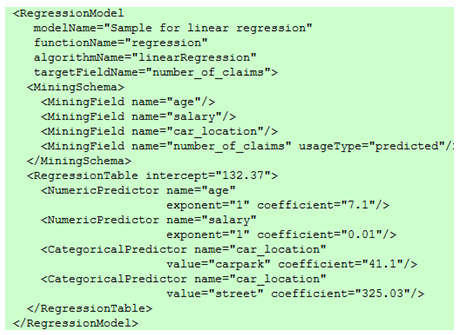 <RegressionModel
modelName="Sample for linear regression"
functionName="regression"
algorithmName="linearRegression"
targetFieldName="number_of_claims">
<MiningSchema>
<MiningField name="age"/>
<MiningField name="salary"/>
<MiningField name="car_location"/>
<MiningField name="number_of_claims" usageType="predicted"/
</MiningSchema>
<RegressionTable intercept="132.37">
<NumericPredictor name="age"
exponent="1" coefficient="7.1"/>
<NumericPredictor name="salary"
exponent="1" coefficient="0.01"/>
<CategoricalPredictor name="car_location"
value="carpark" coefficient="41.1"/>
<CategoricalPredictor name="car_location"
value="street" coefficient="325.03"/>
</RegressionTable>
</RegressionModel>